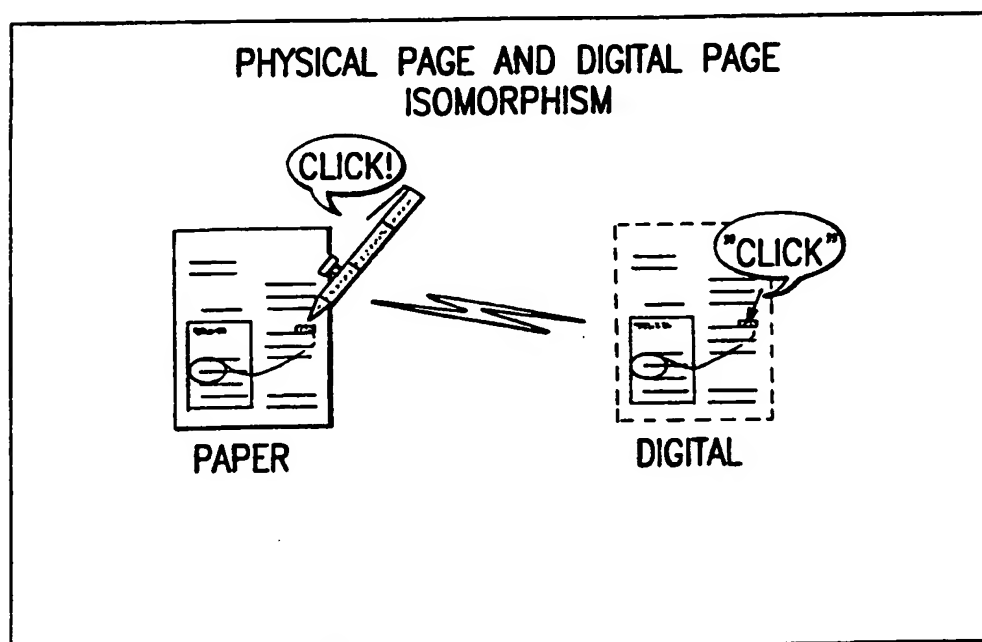 PHYSICAL PAGE AND DIGITAL PAGE
ISOMORPHISM
CLICK!
"CLICK"
PAPER
DIGITAL